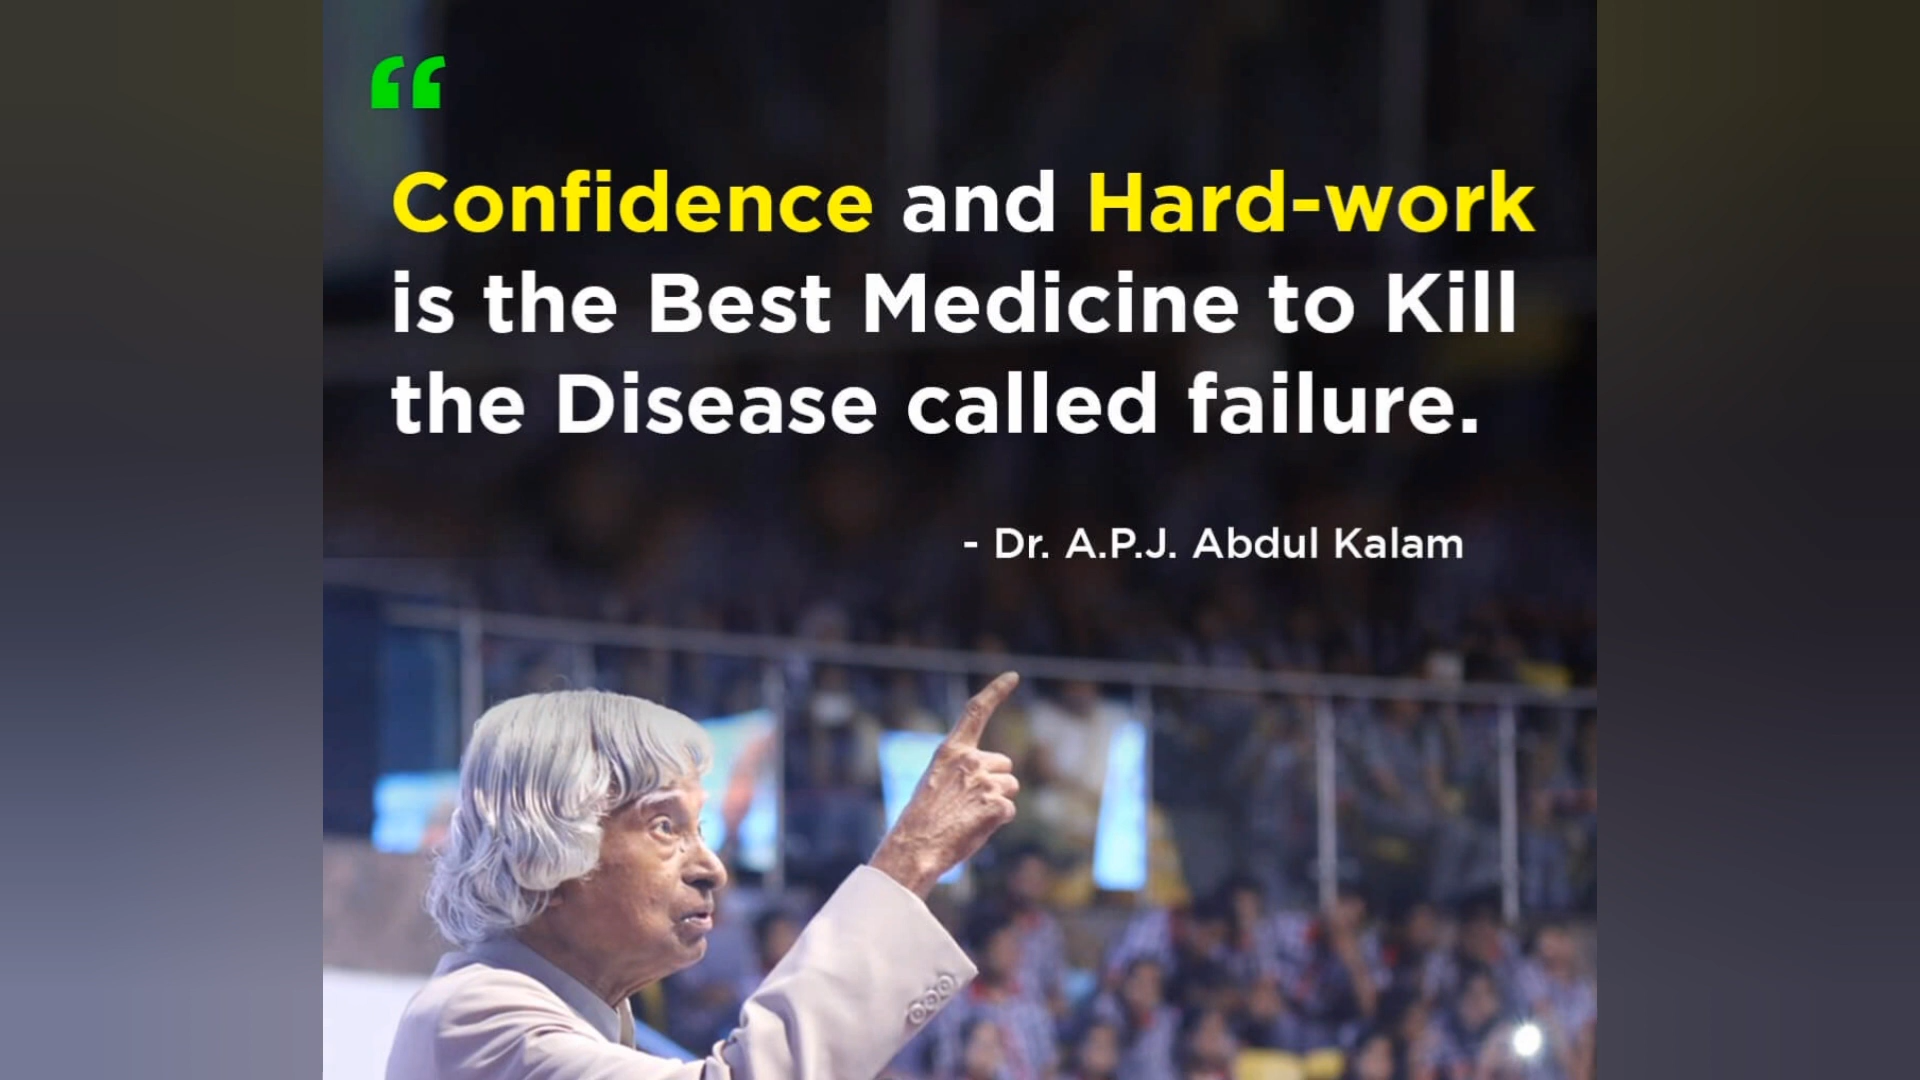 “
Confidence and Hard-work
is the Best Medicine to Kill
the Disease called failure.
- Dr. A.P.J. Abdul Kalam